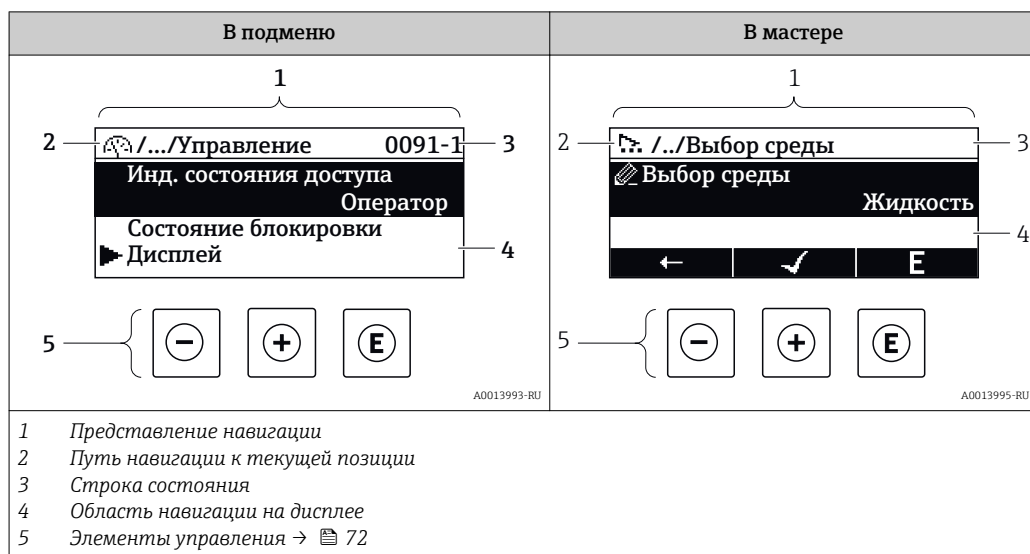 В подменю
В мастере
1
2
/.../Управление 0091-1
3
Инд. состояния доступа
Оператор
Состояние блокировки
Дисплей
4
5
- + E
A0013993-RU
1
2
/../Выбор среды
3
Выбор среды
Жидкость
4
← ✓ E
5
- + E
A0013995-RU
1 Представление навигации
2 Путь навигации к текущей позиции
3 Строка состояния
4 Область навигации на дисплее
5 Элементы управления → 72